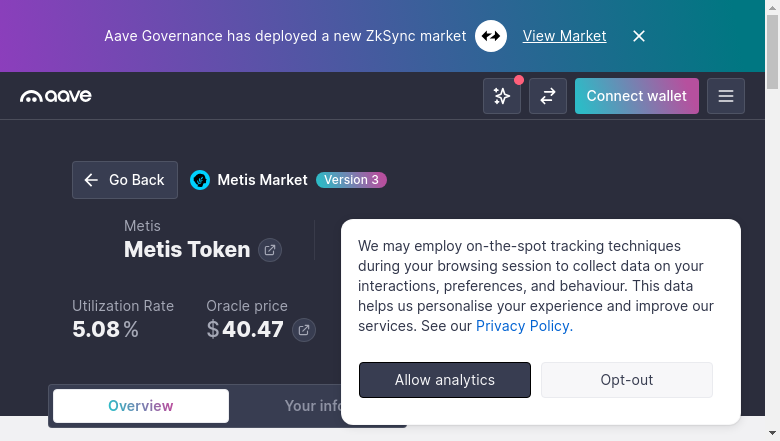 Aave Governance has deployed a new ZkSync market View Market
aave
Connect wallet
Go Back Metis Market Version 3
Metis
Metis Token
Utilization Rate Oracle price
5.08 % $ 40.47
We may employ on-the-spot tracking techniques
during your browsing session to collect data on your
interactions, preferences, and behaviour. This data
helps us personalise your experience and improve our
services. See our Privacy Policy.
Allow analytics Opt-out
Overview Your info